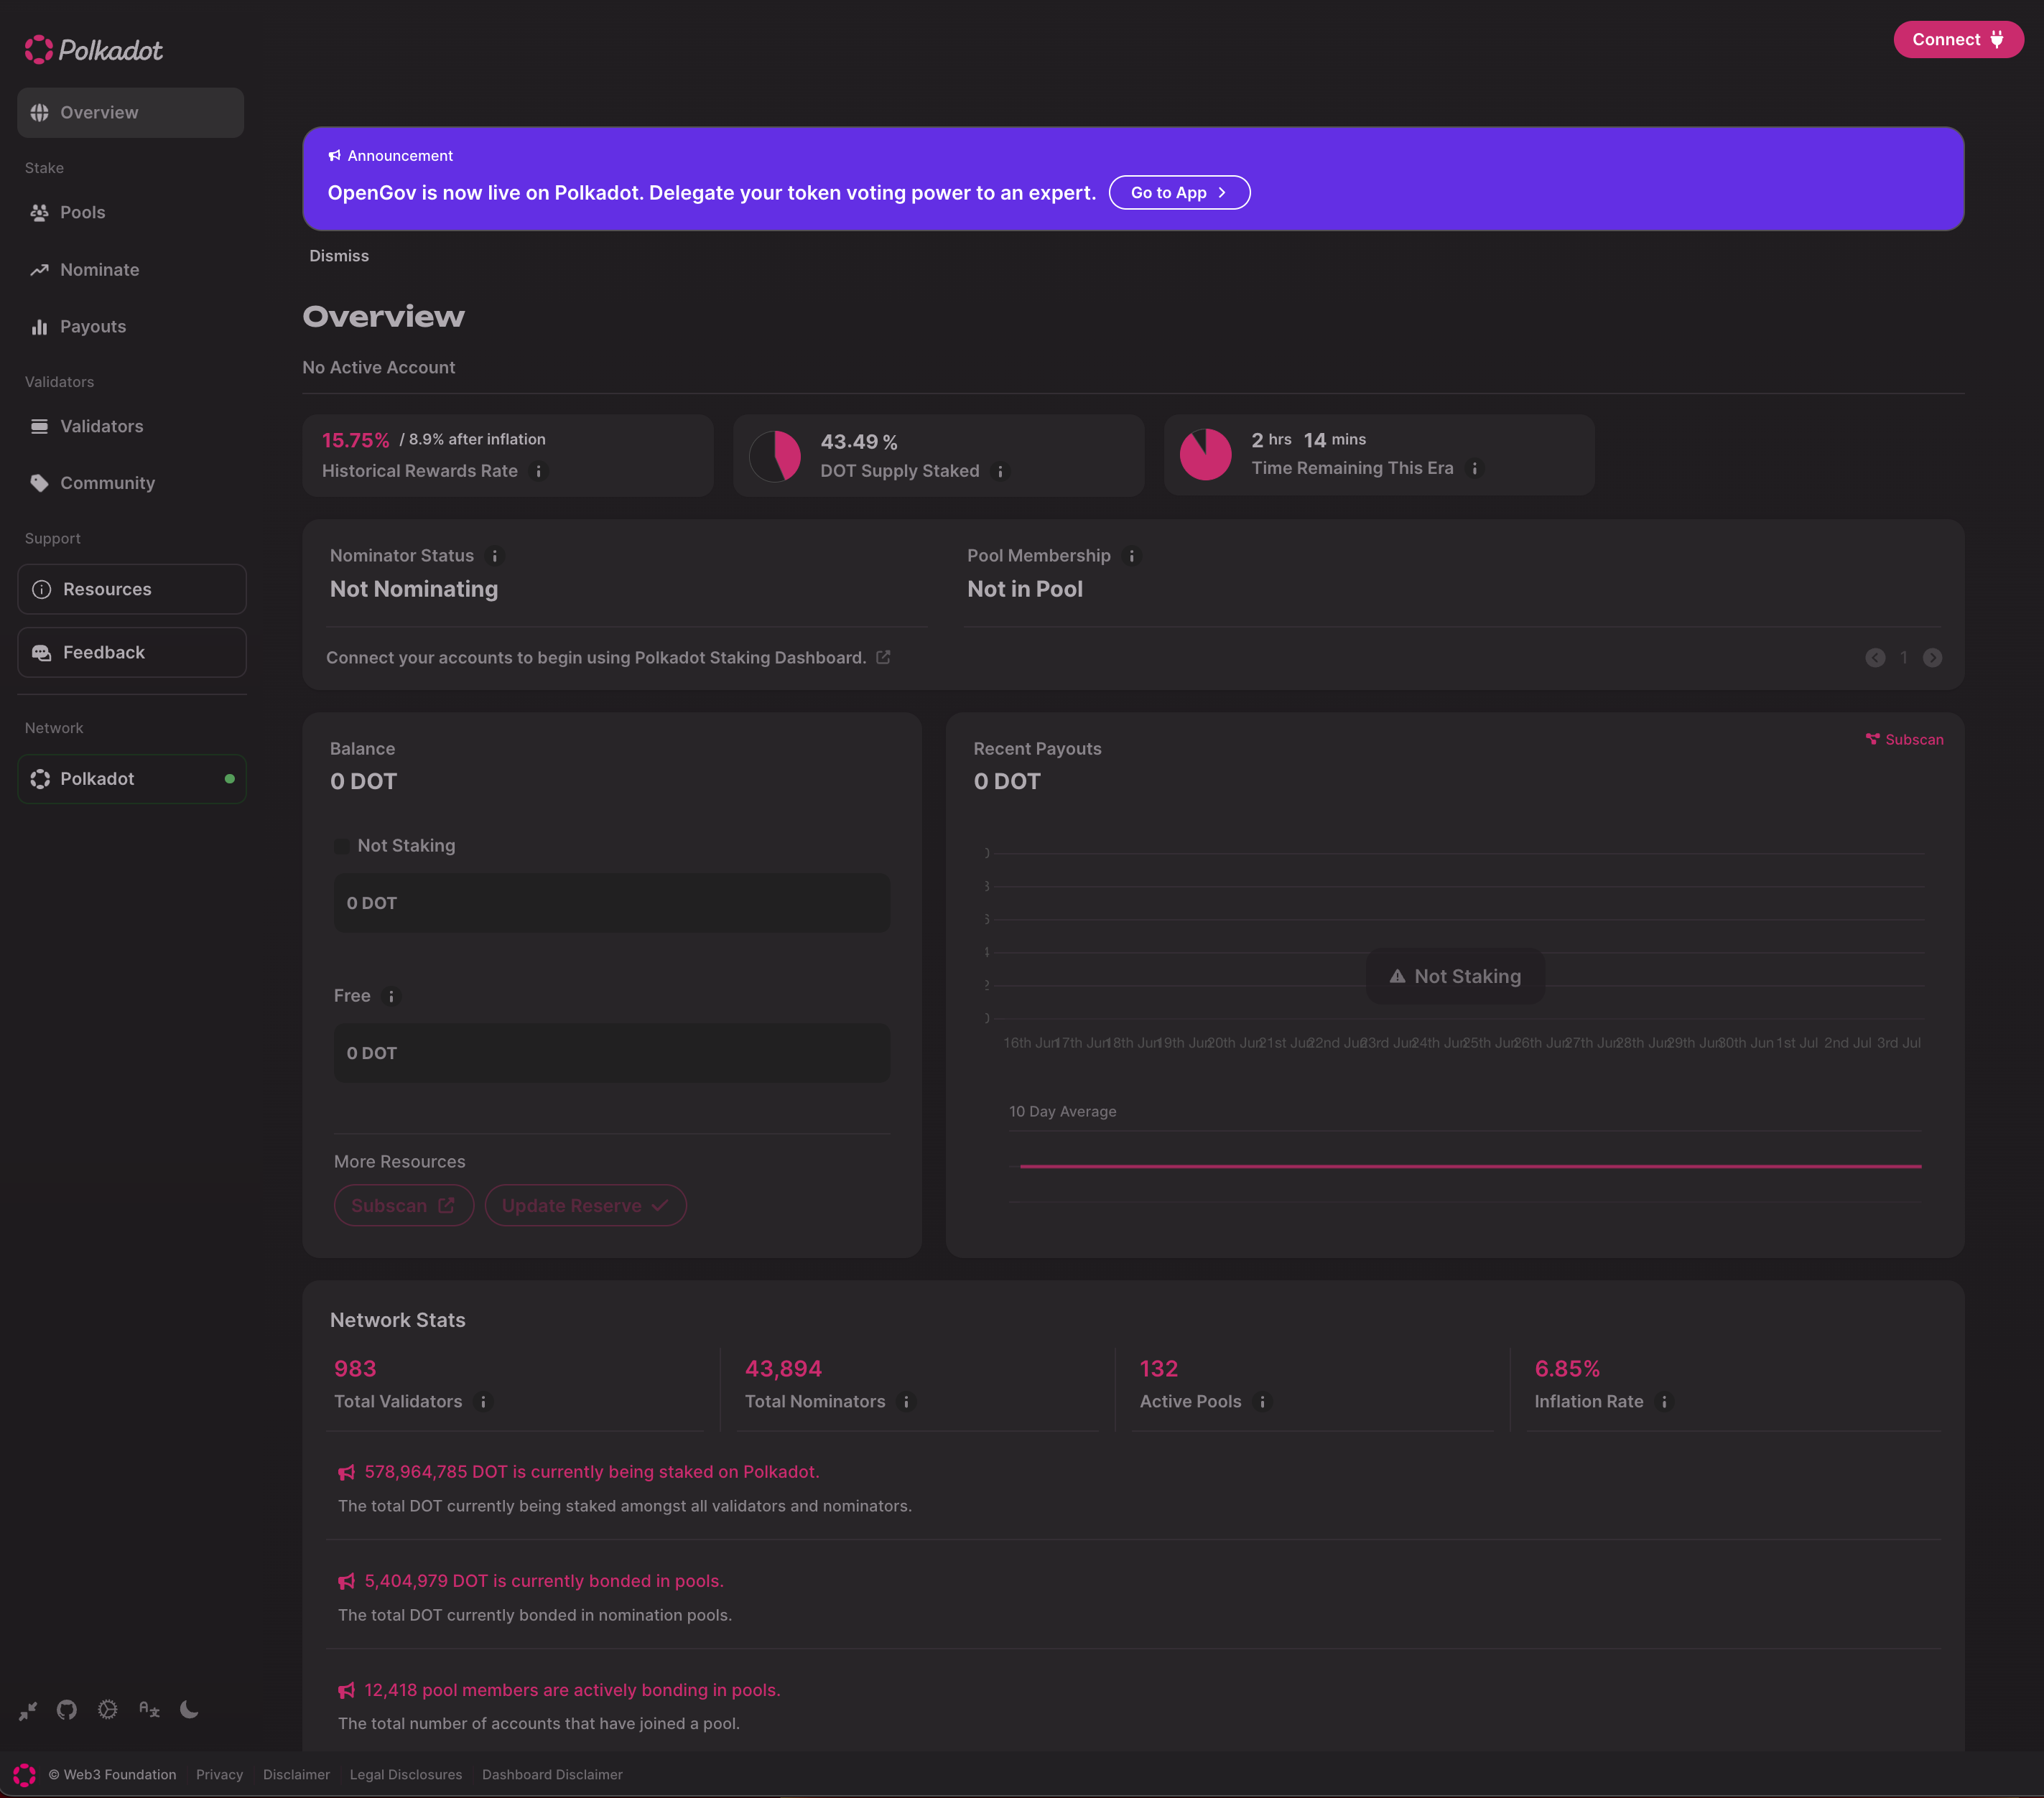 Polkadot
Connect
Overview
Stake
Pools
Nominate
Payouts
Validators
Validators
Community
Support
Resources
Feedback
Network
Polkadot
Announcement
OpenGov is now live on Polkadot. Delegate your token voting power to an expert.
Go to App
Dismiss
Overview
No Active Account
15.75% / 8.9% after inflation
Historical Rewards Rate
43.49 %
DOT Supply Staked
2 hrs 14 mins
Time Remaining This Era
Nominator Status
Not Nominating
Pool Membership
Not in Pool
Connect your accounts to begin using Polkadot Staking Dashboard.
1
Balance
0 DOT
Not Staking
0 DOT
Free
0 DOT
More Resources
Subscan
Update Reserve
Recent Payouts
0 DOT
Subscan
Not Staking
16th Jun 17th Jun 18th Jun 19th Jun 20th Jun 21st Jun 22nd Jun 23rd Jun 24th Jun 25th Jun 26th Jun 27th Jun 28th Jun 29th Jun 30th Jun 1st Jul 2nd Jul 3rd Jul
10 Day Average
Network Stats
983
Total Validators
43,894
Total Nominators
132
Active Pools
6.85%
Inflation Rate
578,964,785 DOT is currently being staked on Polkadot.
The total DOT currently being staked amongst all validators and nominators.
5,404,979 DOT is currently bonded in pools.
The total DOT currently bonded in nomination pools.
12,418 pool members are actively bonding in pools.
The total number of accounts that have joined a pool.
© Web3 Foundation Privacy Disclaimer Legal Disclosures Dashboard Disclaimer